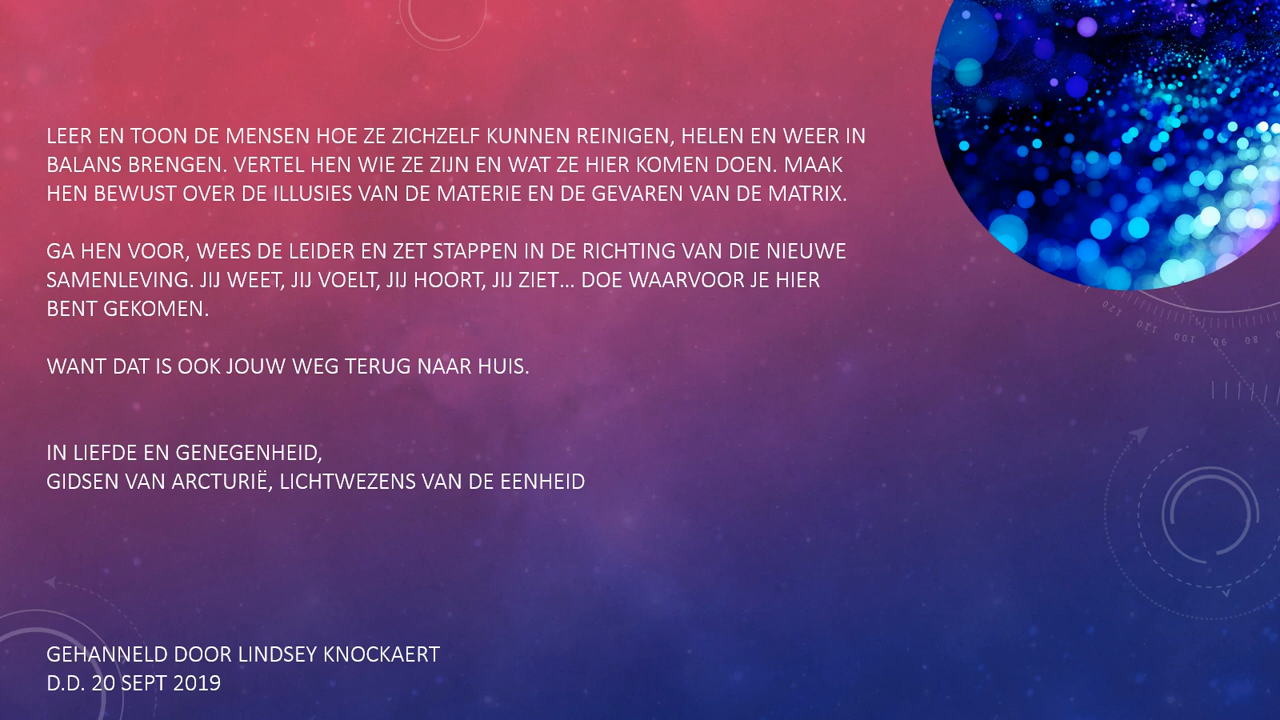 LEER EN TOON DE MENSEN HOE ZE ZICHZELF KUNNEN REINIGEN, HELEN EN WEER IN
BALANS BRENGEN. VERTEL HEN WIE ZE ZIJN EN WAT ZE HIER KOMEN DOEN. MAAK
HEN BEWUST OVER DE ILLUSIES VAN DE MATERIE EN DE GEVAREN VAN DE MATRIX.
GA HEN VOOR, WEES DE LEIDER EN ZET STAPPEN IN DE RICHTING VAN DIE NIEUWE
SAMENLEVING. JIJ WEET, JIJ VOELT, JIJ HOORT, JIJ ZIET... DOE WAARVOOR JE HIER
BENT GEKOMEN.
WANT DAT IS OOK JOUW WEG TERUG NAAR HUIS.
IN LIEFDE EN GENEGENHEID,
GIDSEN VAN ARCTURIË, LICHTWEZENS VAN DE EENHEID
GEHANNELD DOOR LINDSEY KNOCKAERT
D.D. 20 SEPT 2019
120 110 100 90 80